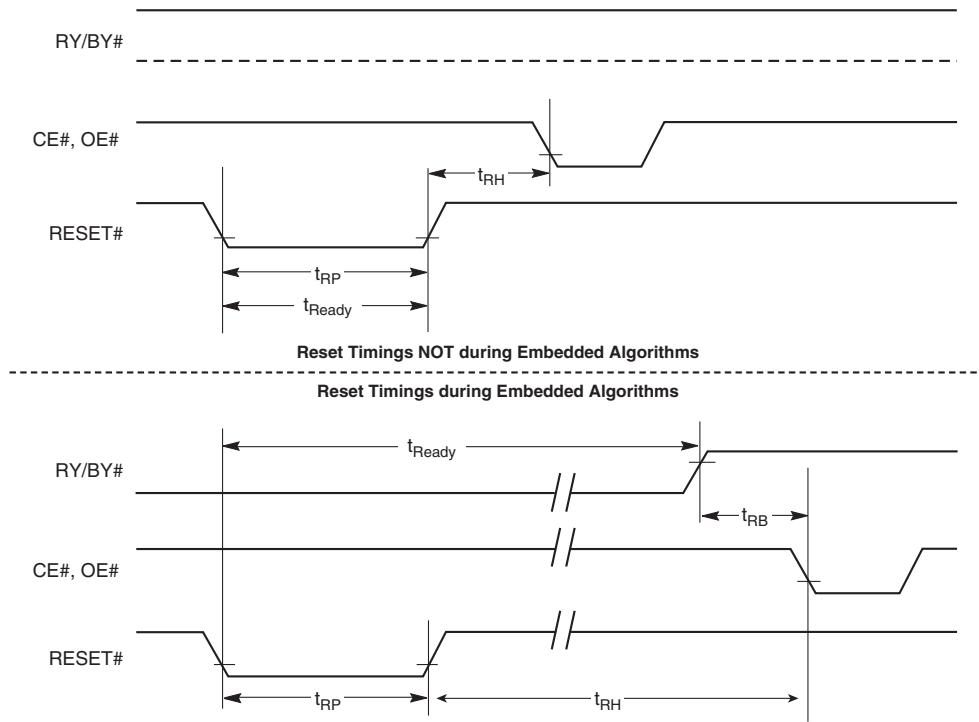 RY/BY#
CE#, OE#
tRH
RESET#
tRP
tReady
Reset Timings NOT during Embedded Algorithms
Reset Timings during Embedded Algorithms
tReady
RY/BY#
tRB
CE#, OE#
RESET#
tRP
tRH